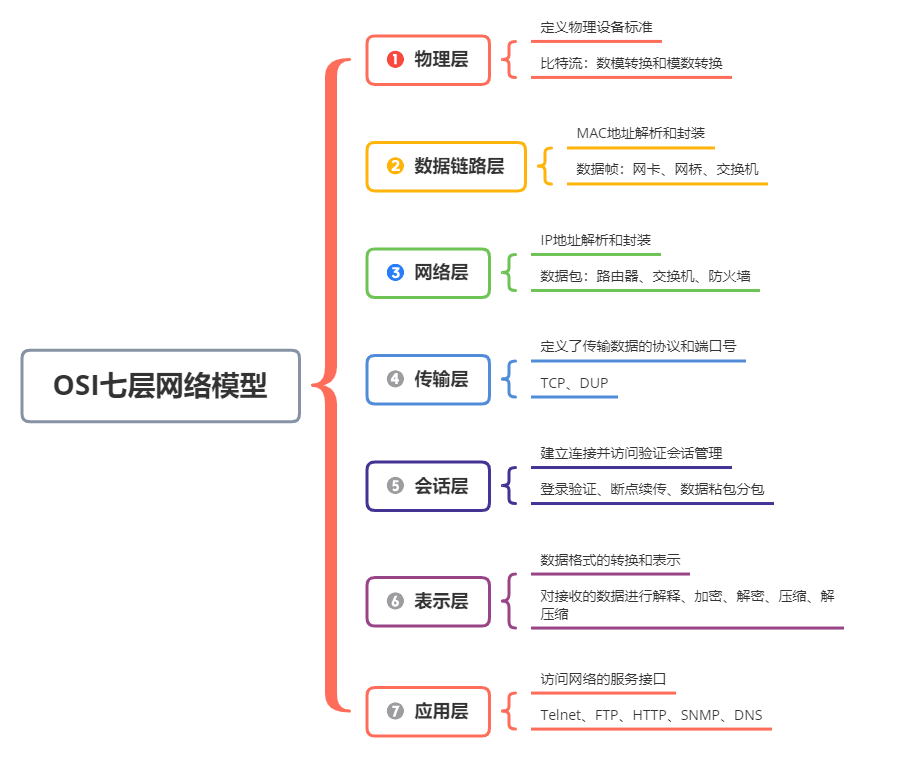 定义物理设备标准
1 物理层
比特流：数模转换和模数转换
MAC地址解析和封装
2 数据链路层
数据帧：网卡、网桥、交换机
IP地址解析和封装
3 网络层
数据包：路由器、交换机、防火墙
定义了传输数据的协议和端口号
OSI七层网络模型
4 传输层
TCP、DUP
建立连接并访问验证会话管理
5 会话层
登录验证、断点续传、数据粘包分包
数据格式的转换和表示
6 表示层
对接收的数据进行解释、加密、解密、压缩、解
压缩
访问网络的服务接口
7 应用层
Telnet、FTP、HTTP、SNMP、DNS